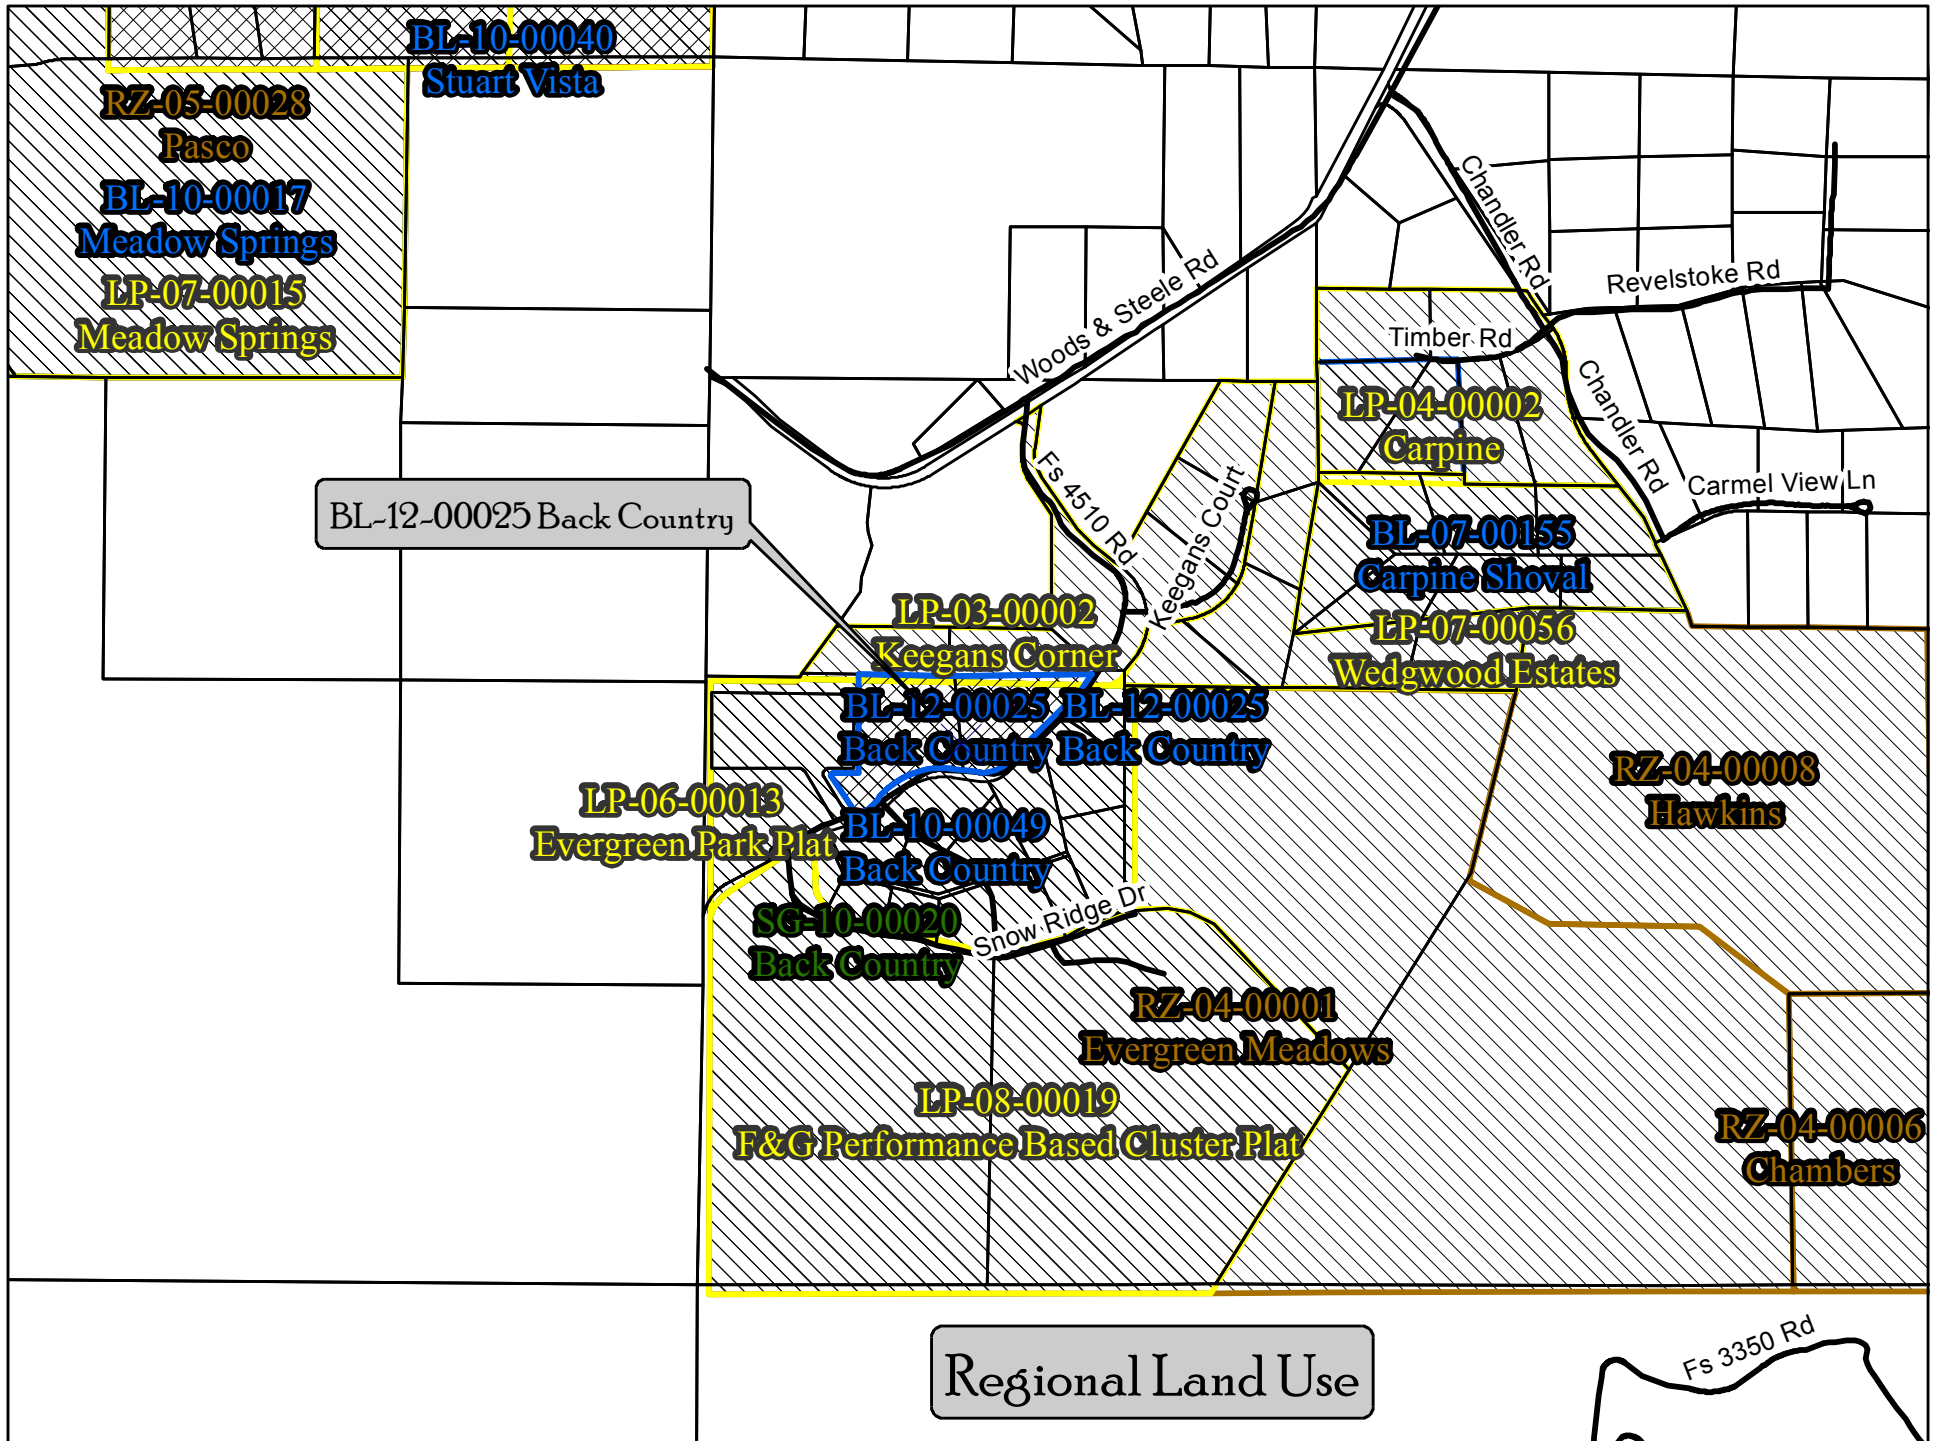 BL-10-00040
Stuart Vista
RZ-05-00028
Pasco
BL-10-00017
Meadow Springs
LP-07-00015
Meadow Springs
Woods & Steele Rd
Chandler Rd
Revelstoke Rd
Timber Rd
LP-04-00002
Carpine
Chandler Rd
Carmel View Ln
Fs 4510 Rd
Keegans Court
BL-12-00025 Back Country
BL-07-00155
Carpine Shoval
LP-03-00002
Keegans Corner
LP-07-00056
Wedgwood Estates
BL-12-00025
Back Country
BL-12-00025
Back Country
RZ-04-00008
Hawkins
LP-06-00013
Evergreen Park Plat
BL-10-00049
Back Country
SG-10-00020
Back Country
Snow Ridge Dr
RZ-04-00001
Evergreen Meadows
LP-08-00019
F&G Performance Based Cluster Plat
RZ-04-00006
Chambers
Regional Land Use
Fs 3350 Rd